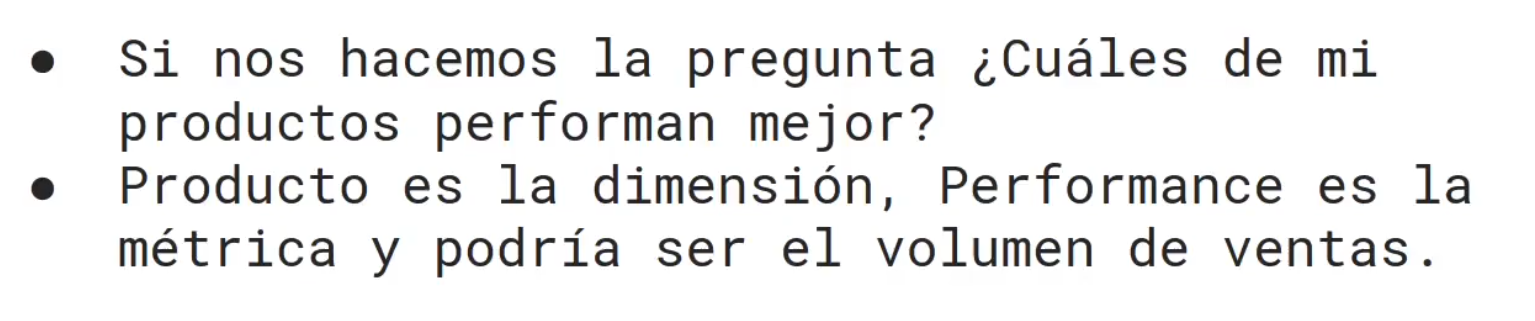 ● Si nos hacemos la pregunta ¿Cuáles de mi
productos performan mejor?
● Producto es la dimensión, Performance es la
métrica y podría ser el volumen de ventas.